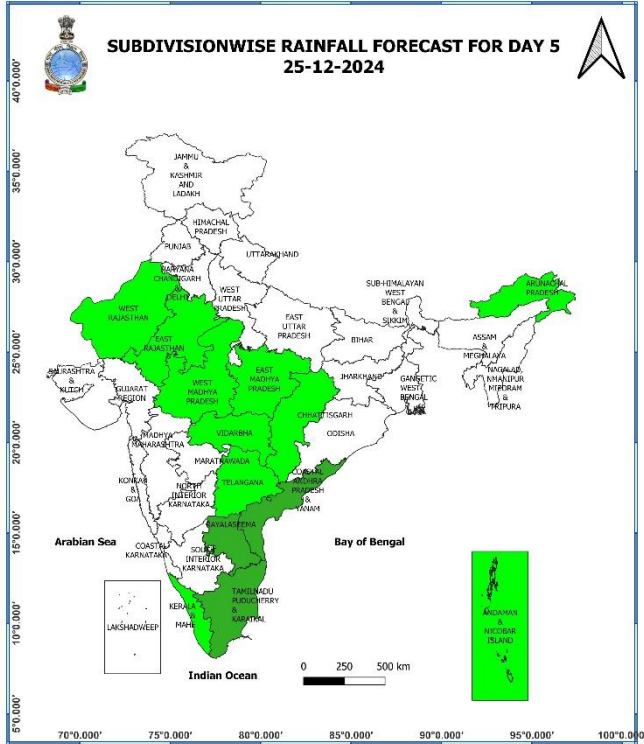 SUBDIVISIONWISE RAINFALL FORECAST FOR DAY 5
25-12-2024
40°0.000'
35°0.000'
30°0.000'
25°0.000'
20°0.000'
15°0.000'
10°0.000'
5°0.000'
JAMMU
&
KASHMIR
AND
LADAKH
HIMACHAL
PRADESH
PUNJAB
UTTARAKHAND
HARYANA
CHANDIGARH
&
DELHI
WEST
UTTAR
PRADESH
SUB-HIMALAYAN
WEST
BENGAL
&
SIKKIM
ARUNACHAL
PRADESH
WEST
RAJASTHAN
EAST
RAJASTHAN
EAST
UTTAR
PRADESH
BIHAR
ASSAM
&
MEGHALAYA
SAURASHTRA
&
KUTCH
GUJARAT
REGION
WEST
MADHYA
PRADESH
EAST
MADHYA
PRADESH
JHARKHAND
GANGETIC
WEST
BENGAL
&
TRIPURA
CHHATTISGARH
ODISHA
MADHYA
MAHARASHTRA
VIDARBHA
MARATHAWADA
TELANGANA
COASTAL
ANDHRA
PRADESH
&
YANAM
KONKAN
&
GOA
NORTH
INTERIOR
KARNATAKA
RAYALASEEMA
Arabian Sea
Bay of Bengal
COASTAL
KARNATAKA
SOUTH
INTERIOR
KARNATAKA
TAMILNADU
PUDUCHERRY
&
KARAIKAL
KERALA
&
MAHE
LAKSHADWEEP
ANDAMAN
&
NICOBAR
ISLAND
Indian Ocean
0 250 500 km
70°0.000' 75°0.000' 80°0.000' 85°0.000' 90°0.000' 95°0.000' 100°0.000'